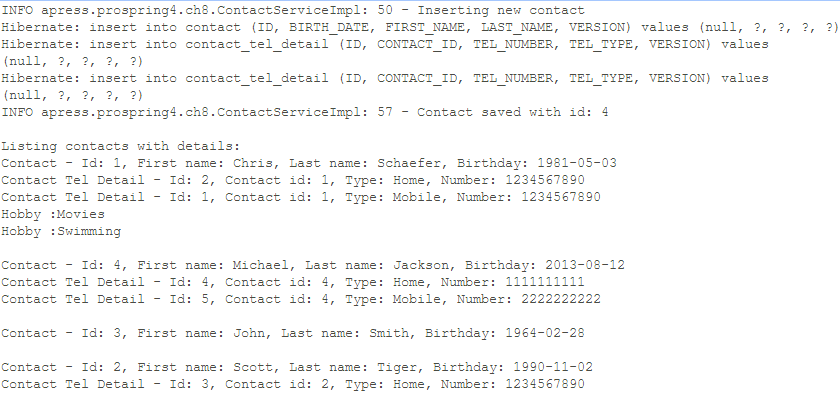 INFO apress.prospring4.ch8.ContactServiceImpl: 50 - Inserting new contact
Hibernate: insert into contact (ID, BIRTH_DATE, FIRST_NAME, LAST_NAME, VERSION) values (null, ?, ?, ?, ?)
Hibernate: insert into contact_tel_detail (ID, CONTACT_ID, TEL_NUMBER, TEL_TYPE, VERSION) values
(null, ?, ?, ?, ?)
Hibernate: insert into contact_tel_detail (ID, CONTACT_ID, TEL_NUMBER, TEL_TYPE, VERSION) values
(null, ?, ?, ?, ?)
INFO apress.prospring4.ch8.ContactServiceImpl: 57 - Contact saved with id: 4
Listing contacts with details:
Contact - Id: 1, First name: Chris, Last name: Schaefer, Birthday: 1981-05-03
Contact Tel Detail - Id: 2, Contact id: 1, Type: Home, Number: 1234567890
Contact Tel Detail - Id: 1, Contact id: 1, Type: Mobile, Number: 1234567890
Hobby :Movies
Hobby :Swimming
Contact - Id: 4, First name: Michael, Last name: Jackson, Birthday: 2013-08-12
Contact Tel Detail - Id: 4, Contact id: 4, Type: Home, Number: 1111111111
Contact Tel Detail - Id: 5, Contact id: 4, Type: Mobile, Number: 2222222222
Contact - Id: 3, First name: John, Last name: Smith, Birthday: 1964-02-28
Contact - Id: 2, First name: Scott, Last name: Tiger, Birthday: 1990-11-02
Contact Tel Detail - Id: 3, Contact id: 2, Type: Home, Number: 1234567890